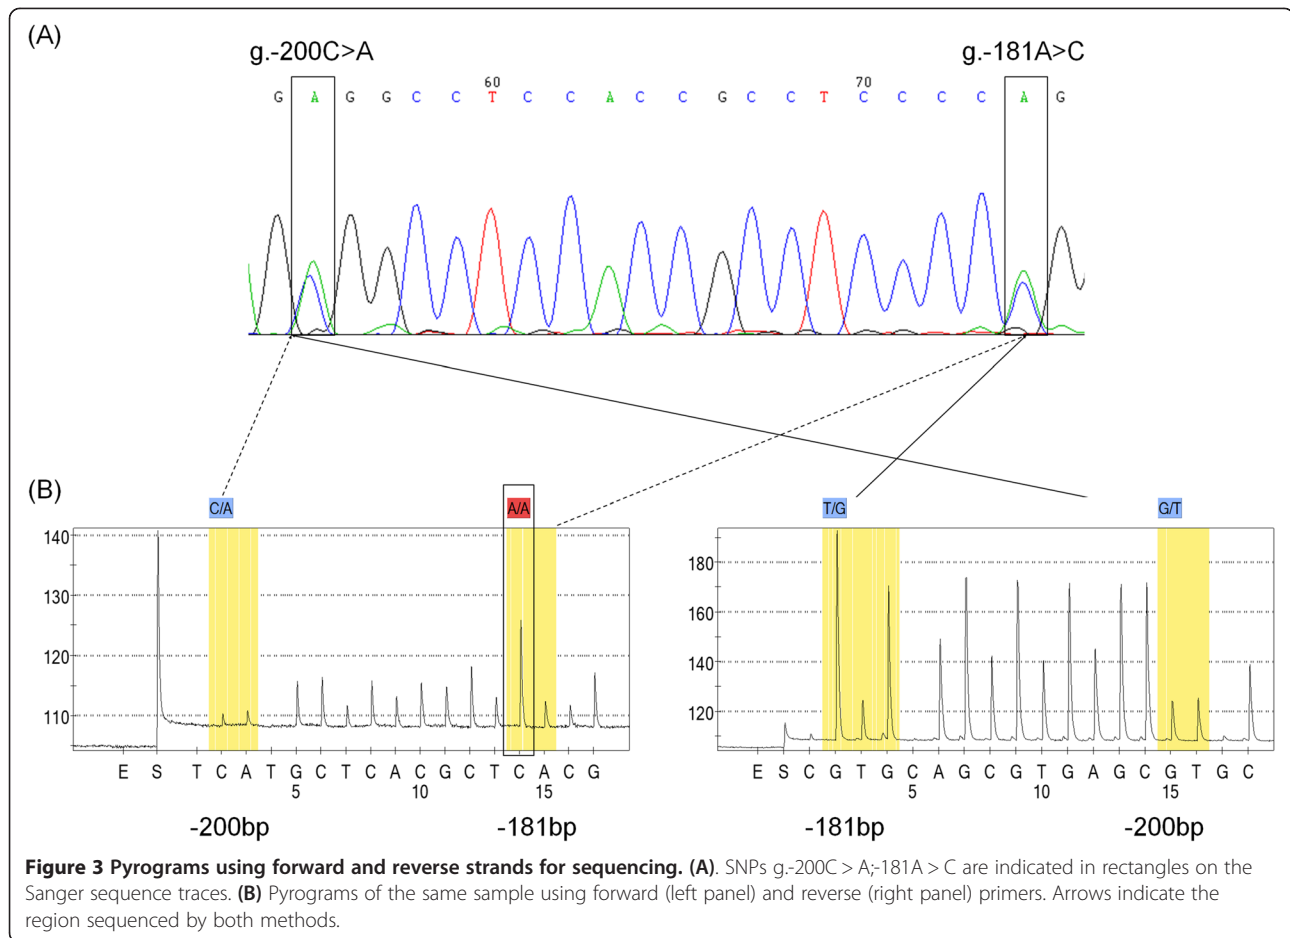 (A)
g.-200C>A
g.-181A>C
60
70
G A G G C C T C C A C C G C C T C C C C A G
(B)
C/A
A/A
T/G
G/T
140
130
120
110
180
160
140
120
E S T C A T G C T C A C G C T C A C G
5
10
15
E S C G T G C A G C G T G A G C G T G C
5
10
15
-200bp
-181bp
-181bp
-200bp
Figure 3 Pyrograms using forward and reverse strands for sequencing. (A). SNPs g.-200C > A;-181A > C are indicated in rectangles on the
Sanger sequence traces. (B) Pyrograms of the same sample using forward (left panel) and reverse (right panel) primers. Arrows indicate the
region sequenced by both methods.